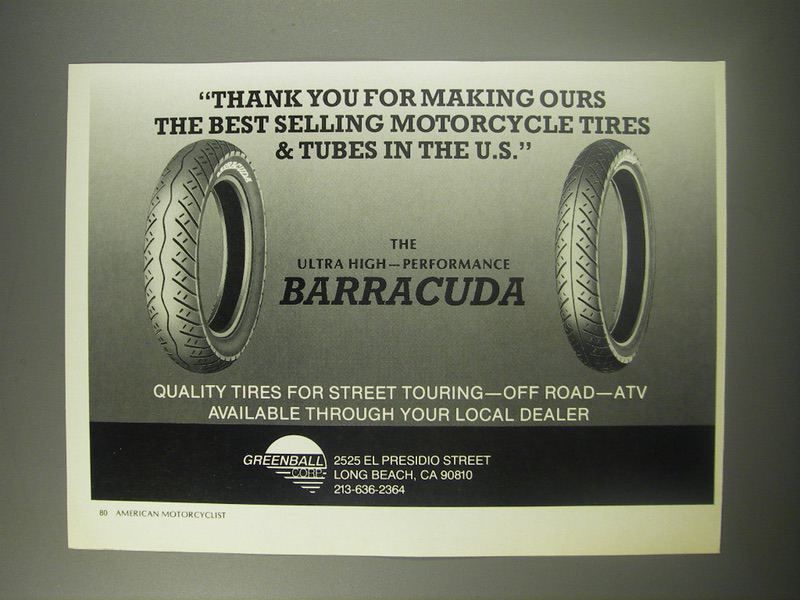 “THANK YOU FOR MAKING OURS
THE BEST SELLING MOTORCYCLE TIRES
& TUBES IN THE U.S.”
BARRACUDA
THE
ULTRA HIGH—PERFORMANCE
BARRACUDA
QUALITY TIRES FOR STREET TOURING—OFF ROAD—ATV
AVAILABLE THROUGH YOUR LOCAL DEALER
GREENBALL
CORP.
2525 EL PRESIDIO STREET
LONG BEACH, CA 90810
213-636-2364
80 AMERICAN MOTORCYCLIST